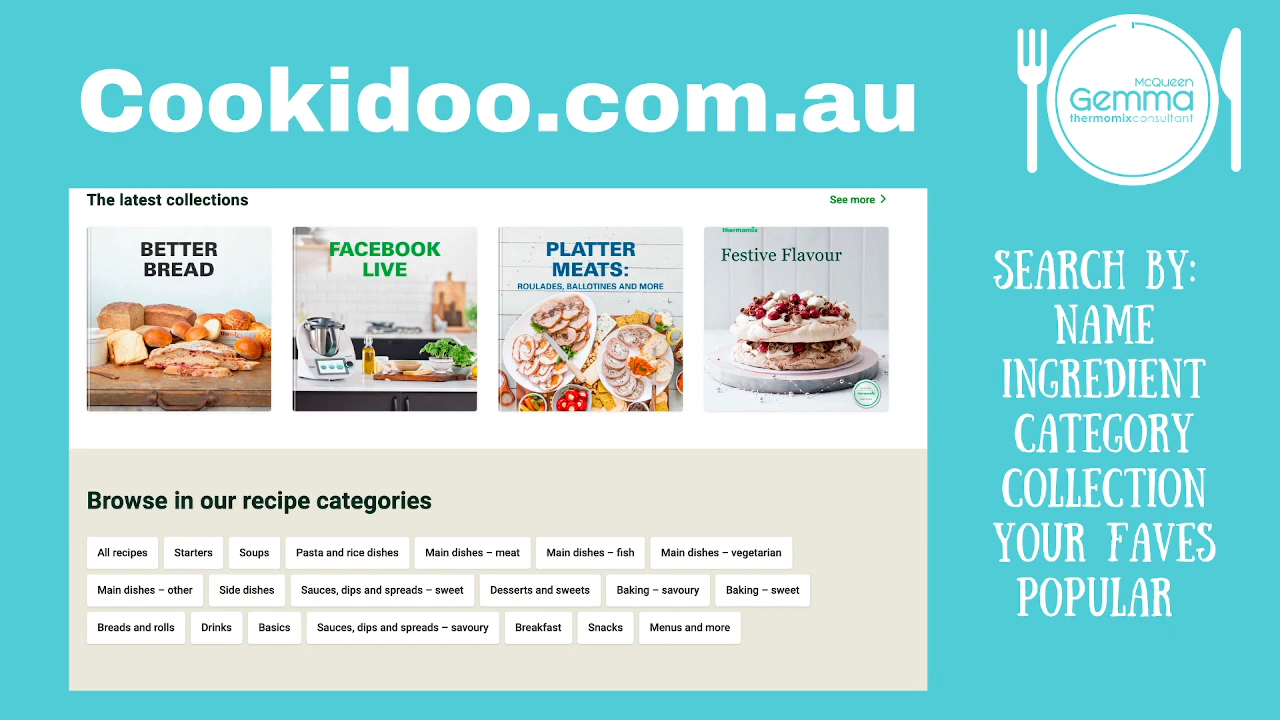 Cookidoo.com.au
McQueen
Gemma
thermomixconsultant
The latest collections
See more
BETTER
BREAD
FACEBOOK
LIVE
PLATTER
MEATS:
ROULADES, BALLOTINES AND MORE
thermomix
Festive Flavour
SEARCH BY:
NAME
INGREDIENT
CATEGORY
COLLECTION
YOUR FAVES
POPULAR
Browse in our recipe categories
All recipes
Starters
Soups
Pasta and rice dishes
Main dishes – meat
Main dishes – fish
Main dishes – vegetarian
Main dishes – other
Side dishes
Sauces, dips and spreads – sweet
Desserts and sweets
Baking – savoury
Baking – sweet
Breads and rolls
Drinks
Basics
Sauces, dips and spreads – savoury
Breakfast
Snacks
Menus and more